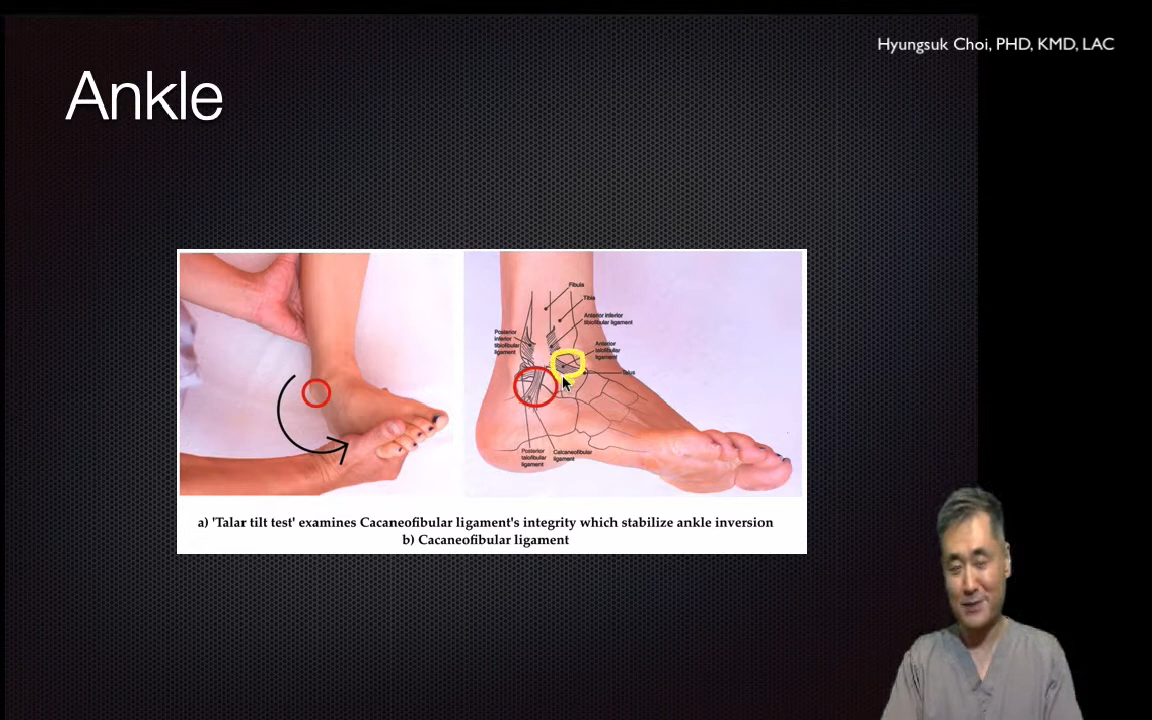 Hyungsuk Choi, PHD, KMD, LAC
Ankle
Fibula
Tibia
Anterior inferior
tibiofibular ligament
Posterior
inferior
tibiofibular
ligament
Anterior
talofibular
ligament
Talus
Posterior
talofibular
ligament
Calcaneofibular
ligament
a) 'Talar tilt test' examines Cacaneofibular ligament's integrity which stabilize ankle inversion
b) Cacaneofibular ligament